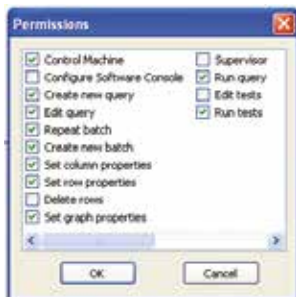 Permissions
Control Machine
Configure Software Console
Create new query
Edit query
Repeat batch
Create new batch
Set column properties
Set row properties
Delete rows
Set graph properties
Supervisor
Run query
Edit tests
Run tests
OK
Cancel